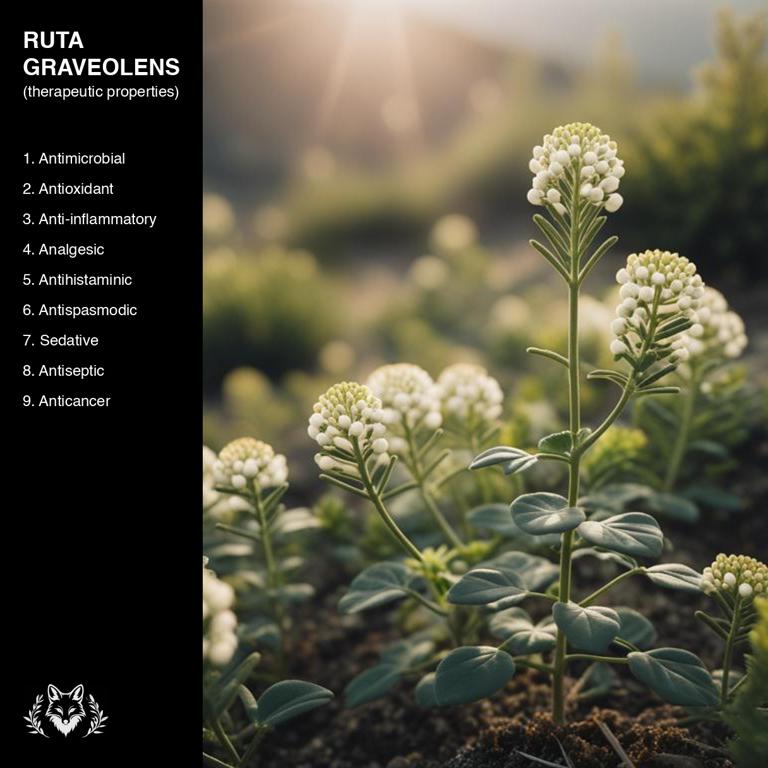 RUTA
GRAVEOLENS
(therapeutic properties)
1. Antimicrobial
2. Antioxidant
3. Anti-inflammatory
4. Analgesic
5. Antihistaminic
6. Antispasmodic
7. Sedative
8. Antiseptic
9. Anticancer